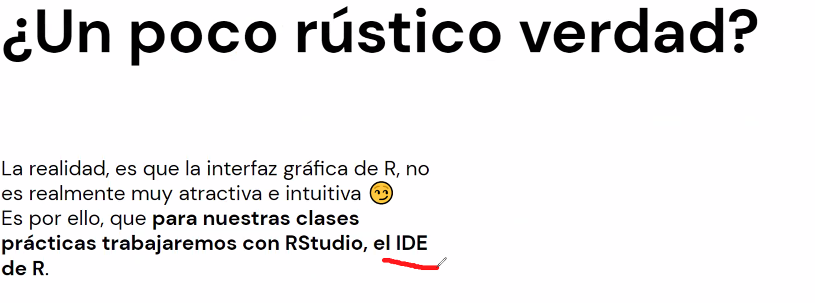 ¿Un poco rústico verdad?
La realidad, es que la interfaz gráfica de R, no
es realmente muy atractiva e intuitiva 😏
Es por ello, que para nuestras clases
prácticas trabajaremos con RStudio, el IDE
de R.